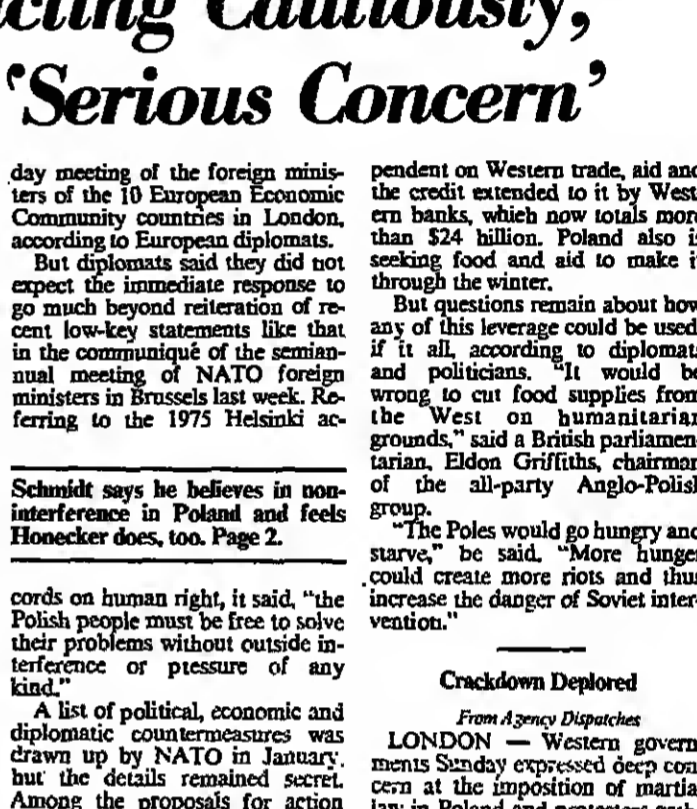 cting Cautiously,
'Serious Concern'
day meeting of the foreign minis-
ters of the 10 European Economic
Community countries in London,
according to European diplomats.
But diplomats said they did not
expect the immediate response to
go much beyond reiteration of re-
cent low-key statements like that
in the communiqué of the semian-
nual meeting of NATO foreign
ministers in Brussels last week. Re-
ferring to the 1975 Helsinki ac-
Schmidt says he believes in non-
interference in Poland and feels
Honecker does, too. Page 2.
cords on human right, it said, "the
Polish people must be free to solve
their problems without outside in-
terference or pressure of any
kind."
A list of political, economic and
diplomatic countermeasures was
drawn up by NATO in January,
but the details remained secret.
Among the proposals for action
pendent on Western trade, aid and
the credit extended to it by West
ern banks, which now totals mor
than $24 billion. Poland also i
seeking food and aid to make i
through the winter.
But questions remain about how
any of this leverage could be used
if it all, according to diplomat
and politicians. "It would be
wrong to cut food supplies from
the West on humanitarian
grounds," said a British parliamen-
tarian, Eldon Griffiths, chairman
of the all-party Anglo-Polish
group.
"The Poles would go hungry and
starve," he said. "More hunge
could create more riots and thu
increase the danger of Soviet inter-
vention."
Crackdown Deplored
From Agency Dispatches
LONDON — Western govern
ments Sunday expressed deep con
cern at the imposition of martia
law in Poland and